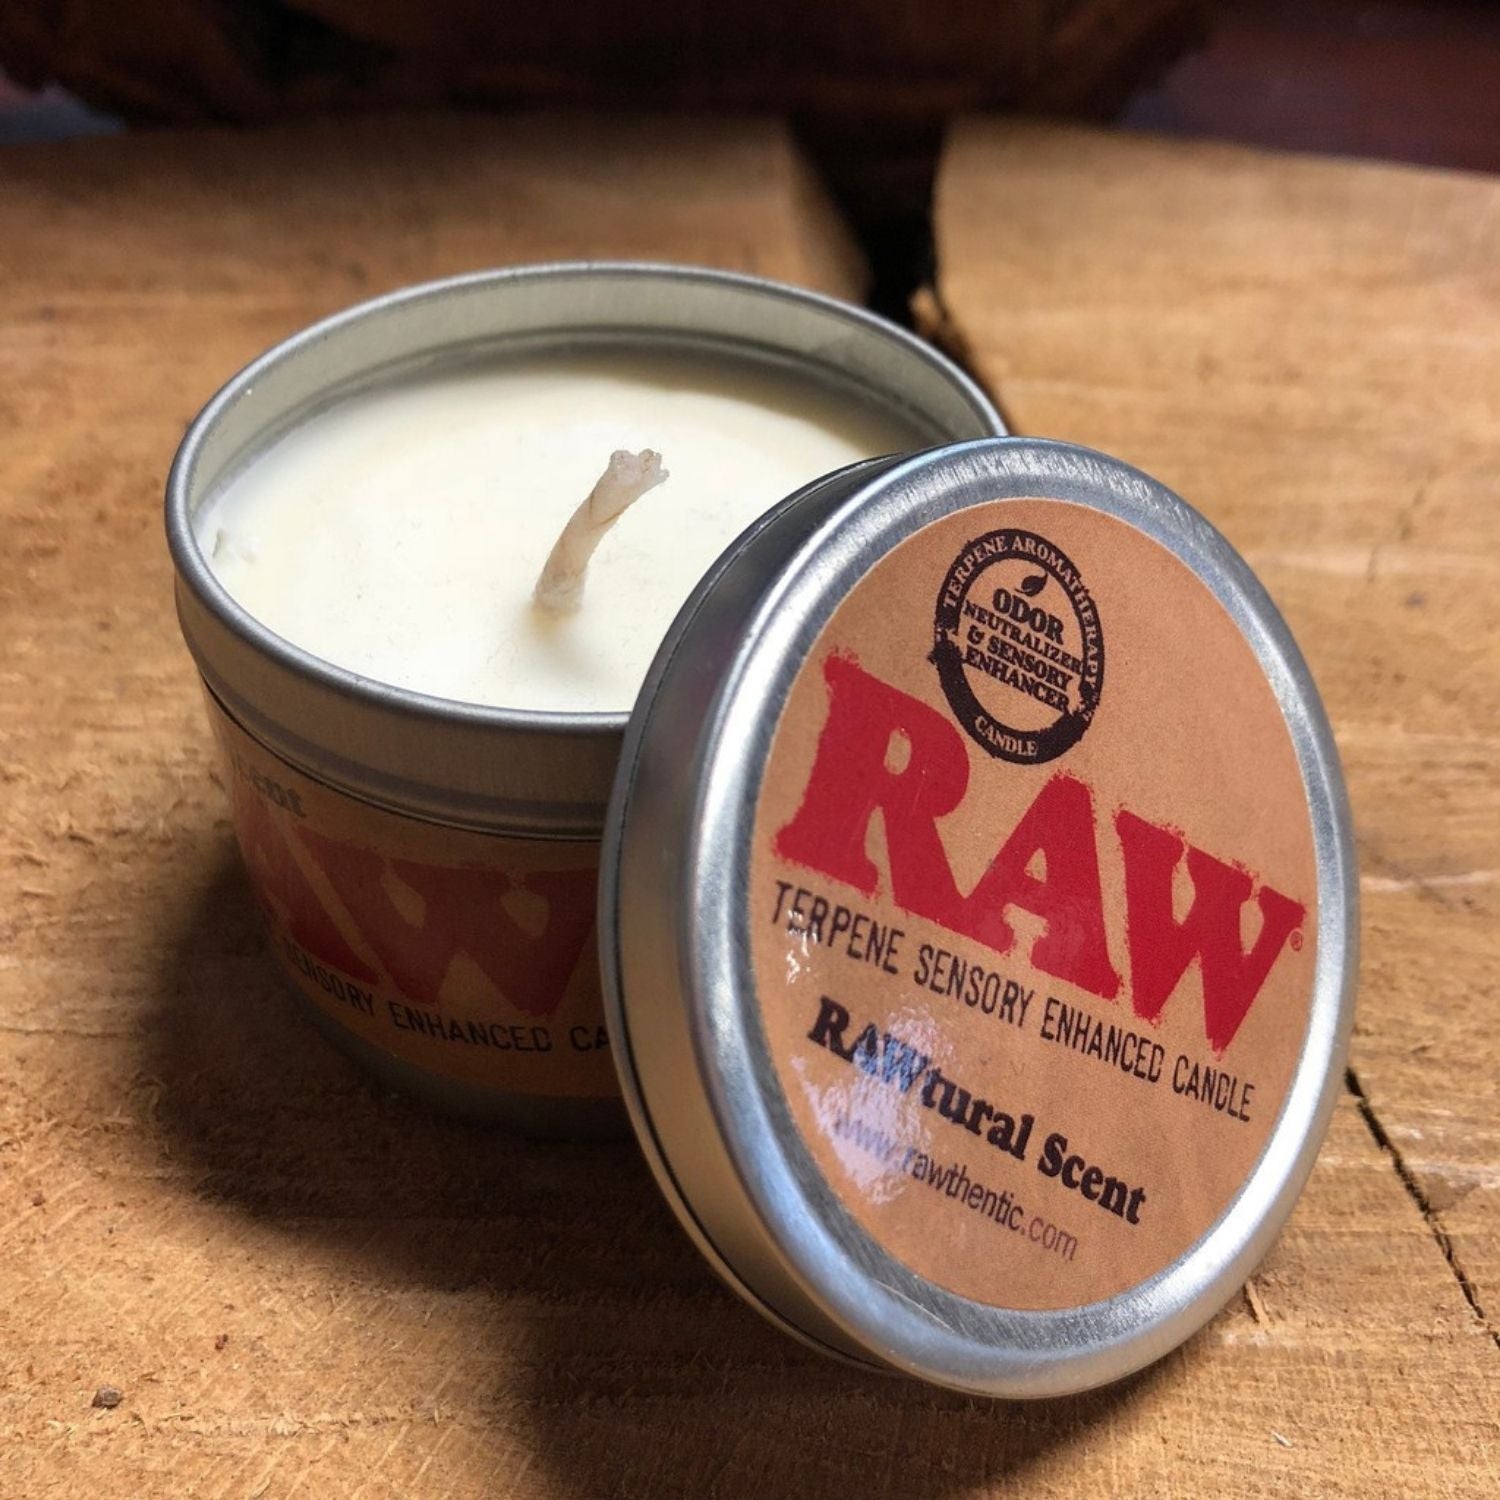 TERPENE AROMATHERAPY
ODOR
NEUTRALIZER
& SENSORY
ENHANCER
CANDLE
RAW®
TERPENE SENSORY ENHANCED CANDLE
RAWtural Scent
www.rawthentic.com
RAW
SENSORY ENHANCED